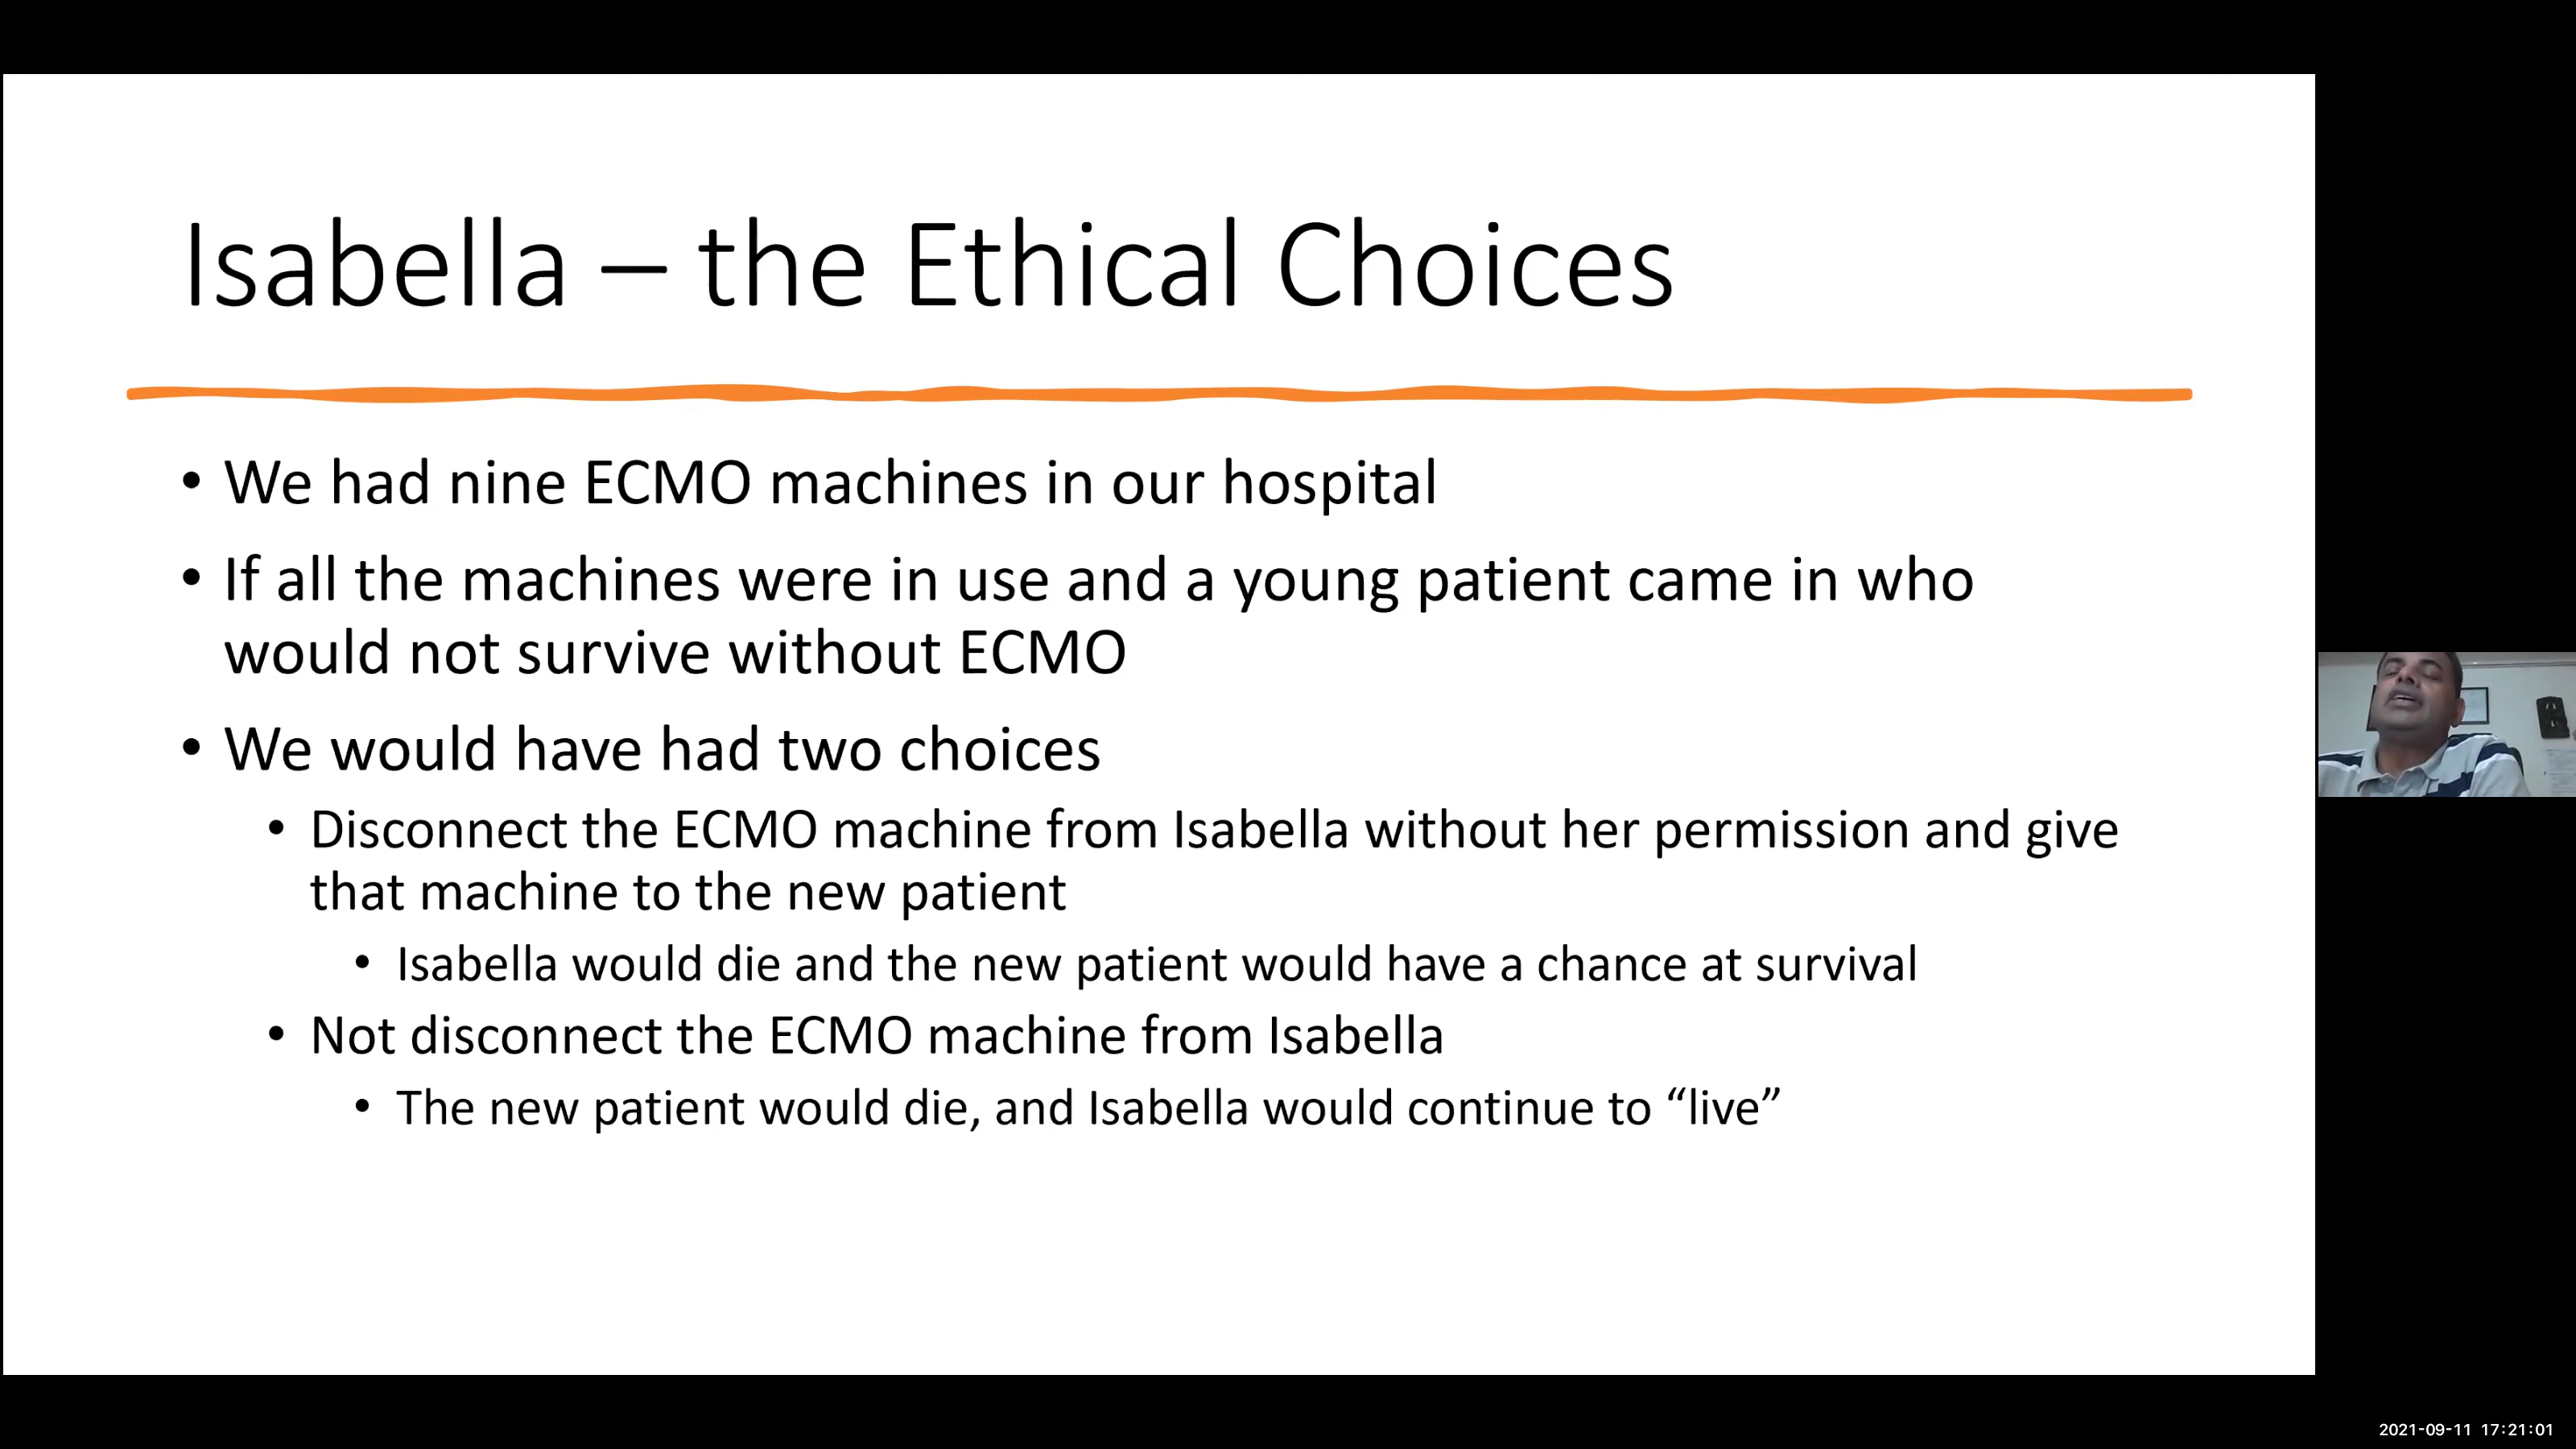 Isabella – the Ethical Choices
• We had nine ECMO machines in our hospital
• If all the machines were in use and a young patient came in who
would not survive without ECMO
• We would have had two choices
• Disconnect the ECMO machine from Isabella without her permission and give
that machine to the new patient
• Isabella would die and the new patient would have a chance at survival
• Not disconnect the ECMO machine from Isabella
• The new patient would die, and Isabella would continue to “live”
2021-09-11 17:21:01